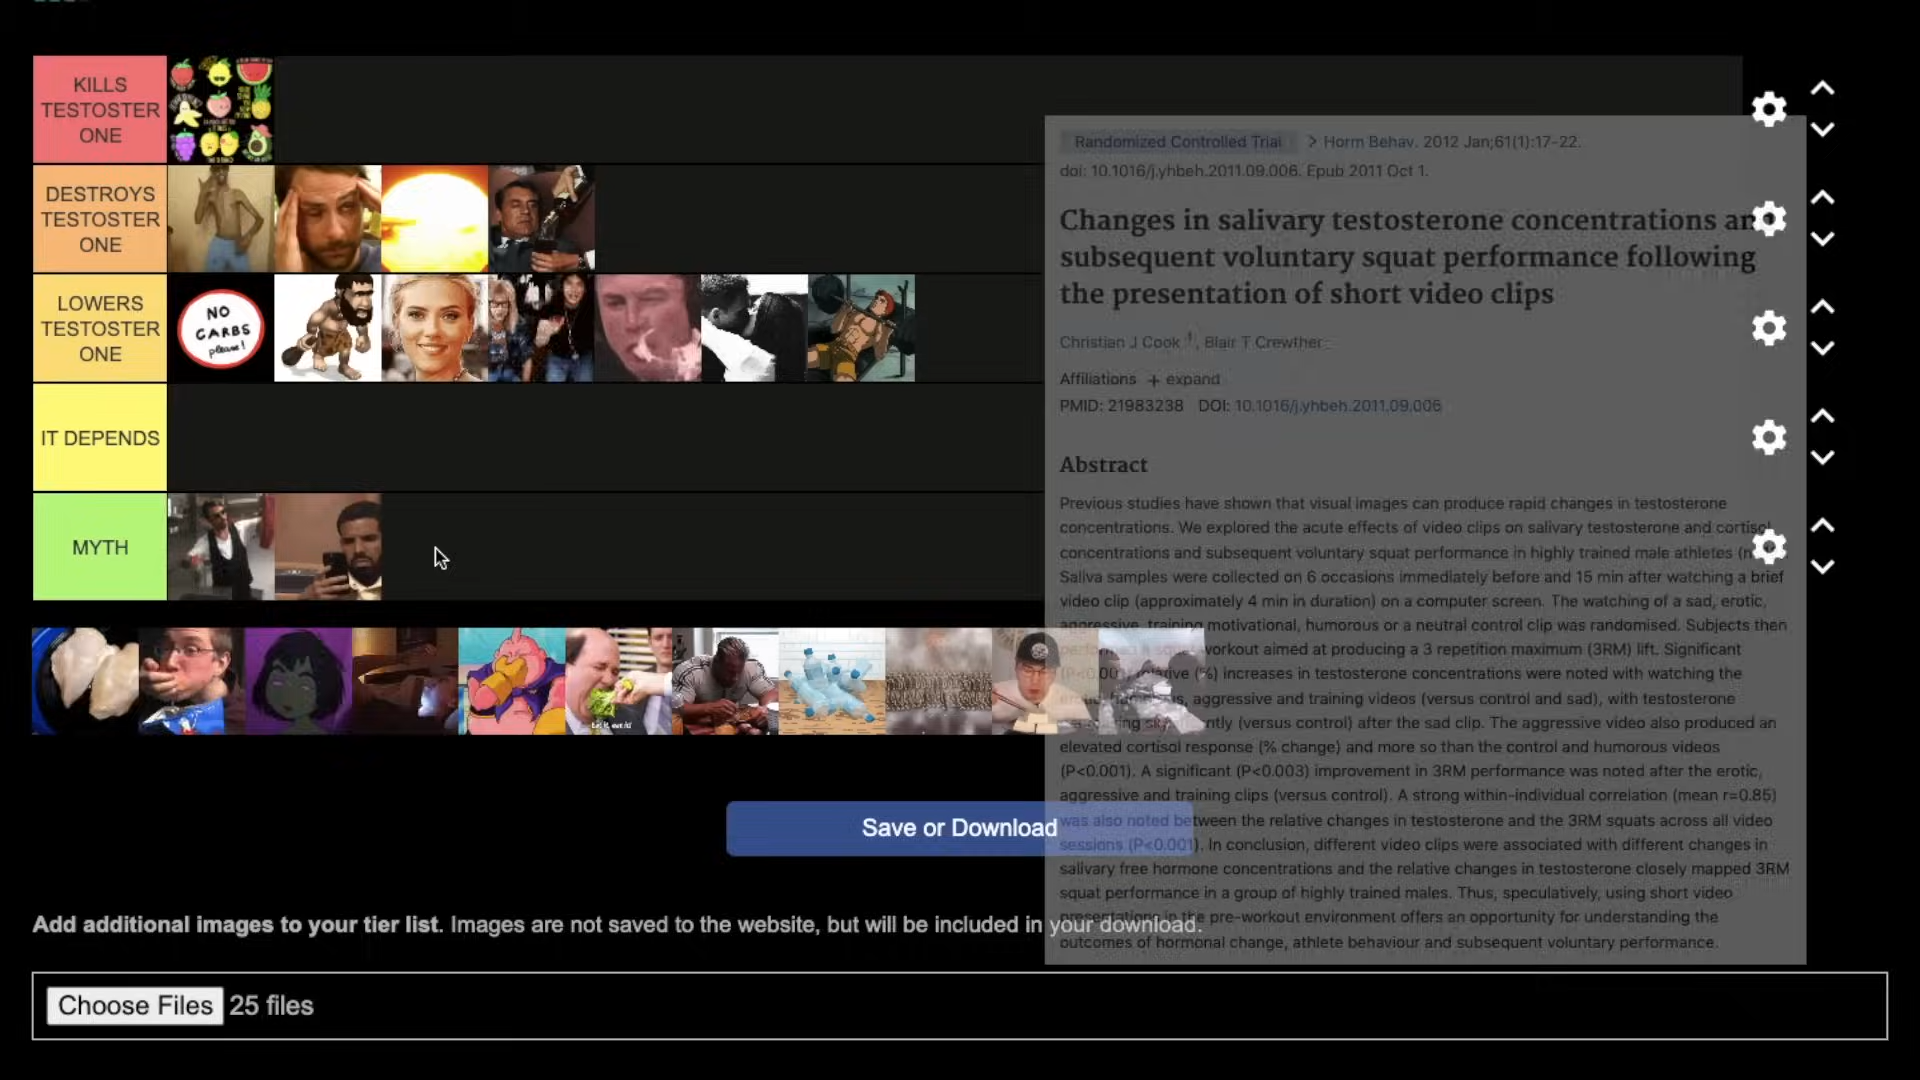 KILLS
TESTOSTER
ONE
DESTROYS
TESTOSTER
ONE
LOWERS
TESTOSTER
ONE
NO
CARBS
please!
IT DEPENDS
MYTH
Randomized Controlled Trial > Horm Behav. 2012 Jan;61(1):17-22.
doi: 10.1016/j.yhbeh.2011.09.006. Epub 2011 Oct 1.
Changes in salivary testosterone concentrations
subsequent voluntary squat performance following
the presentation of short video clips
Christian J Cook, Blair T Crewther
Affiliations + expand
PMID: 21983238 DOI: 10.1016/j.yhbeh.2011.09.006
Abstract
Previous studies have shown that visual images can produce rapid changes in testosterone
concentrations. We explored the acute effects of video clips on salivary testosterone and cortisol
concentrations and subsequent voluntary squat performance in highly trained male athletes
Saliva samples were collected on 6 occasions immediately before and 15 min after watching a brief
video clip (approximately 4 min in duration) on a computer screen. The watching of a sad, erotic,
aggressive, training motivational, humorous or a neutral control clip was randomised. Subjects then
workout aimed at producing a 3 repetition maximum (3RM) lift. Significant
(%) increases in testosterone concentrations were noted with watching the
aggressive and training videos (versus control and sad), with testosterone
(versus control) after the sad clip. The aggressive video also produced an
elevated cortisol response (% change) and more so than the control and humorous videos
(P<0.001). A significant (P<0.003) improvement in 3RM performance was noted after the erotic,
aggressive and training clips (versus control). A strong within-individual correlation (mean r=0.85)
was also noted between the relative changes in testosterone and the 3RM squats across all video
sessions (P<0.001). In conclusion, different video clips were associated with different changes in
salivary free hormone concentrations and the relative changes in testosterone closely mapped 3RM
squat performance in a group of highly trained males. Thus, speculatively, using short video
presentations in the pre-workout environment offers an opportunity for understanding the
outcomes of hormonal change, athlete behaviour and subsequent voluntary performance.
Save or Download
Add additional images to your tier list. Images are not saved to the website, but will be included in your download.
Choose Files 25 files